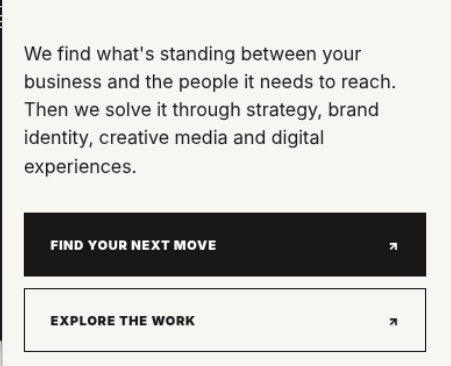 We find what's standing between your
business and the people it needs to reach.
Then we solve it through strategy, brand
identity, creative media and digital
experiences.
FIND YOUR NEXT MOVE
EXPLORE THE WORK